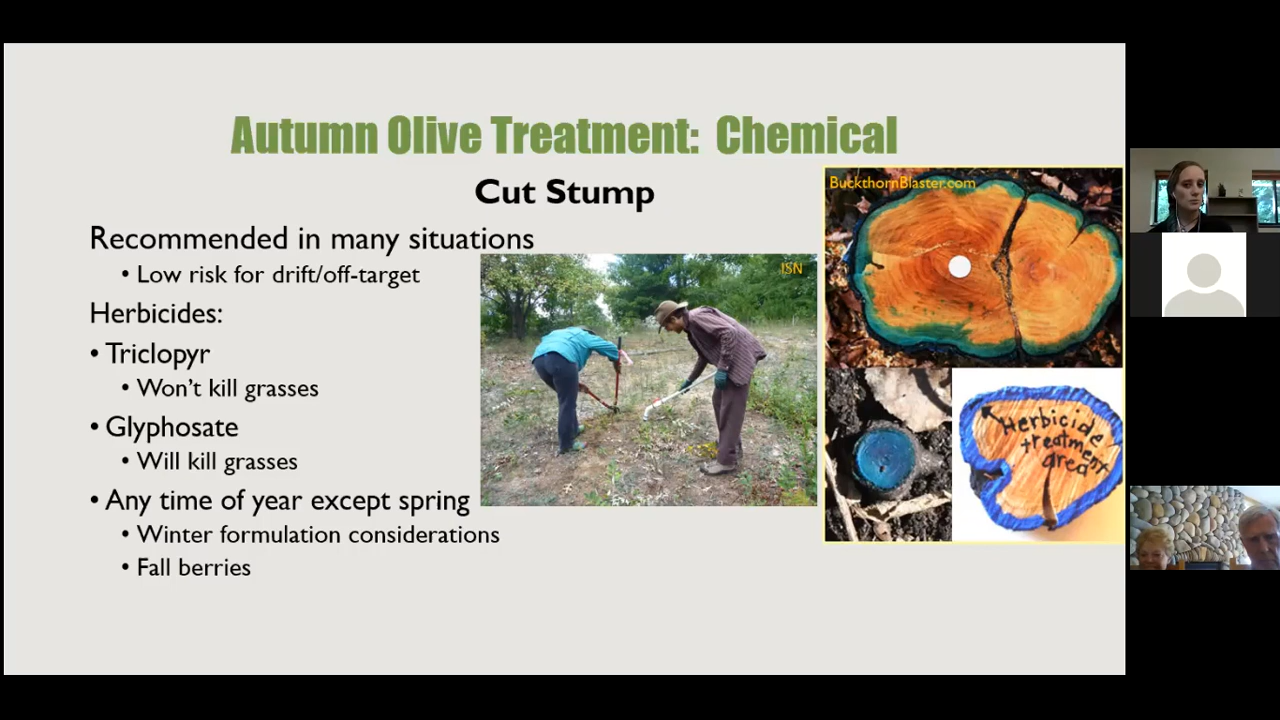 Autumn Olive Treatment: Chemical
Cut Stump
Recommended in many situations
• Low risk for drift/off-target
Herbicides:
• Triclopyr
• Won't kill grasses
• Glyphosate
• Will kill grasses
• Any time of year except spring
• Winter formulation considerations
• Fall berries
ISN
BuckthornBlaster.com
Herbicide
treatment
area